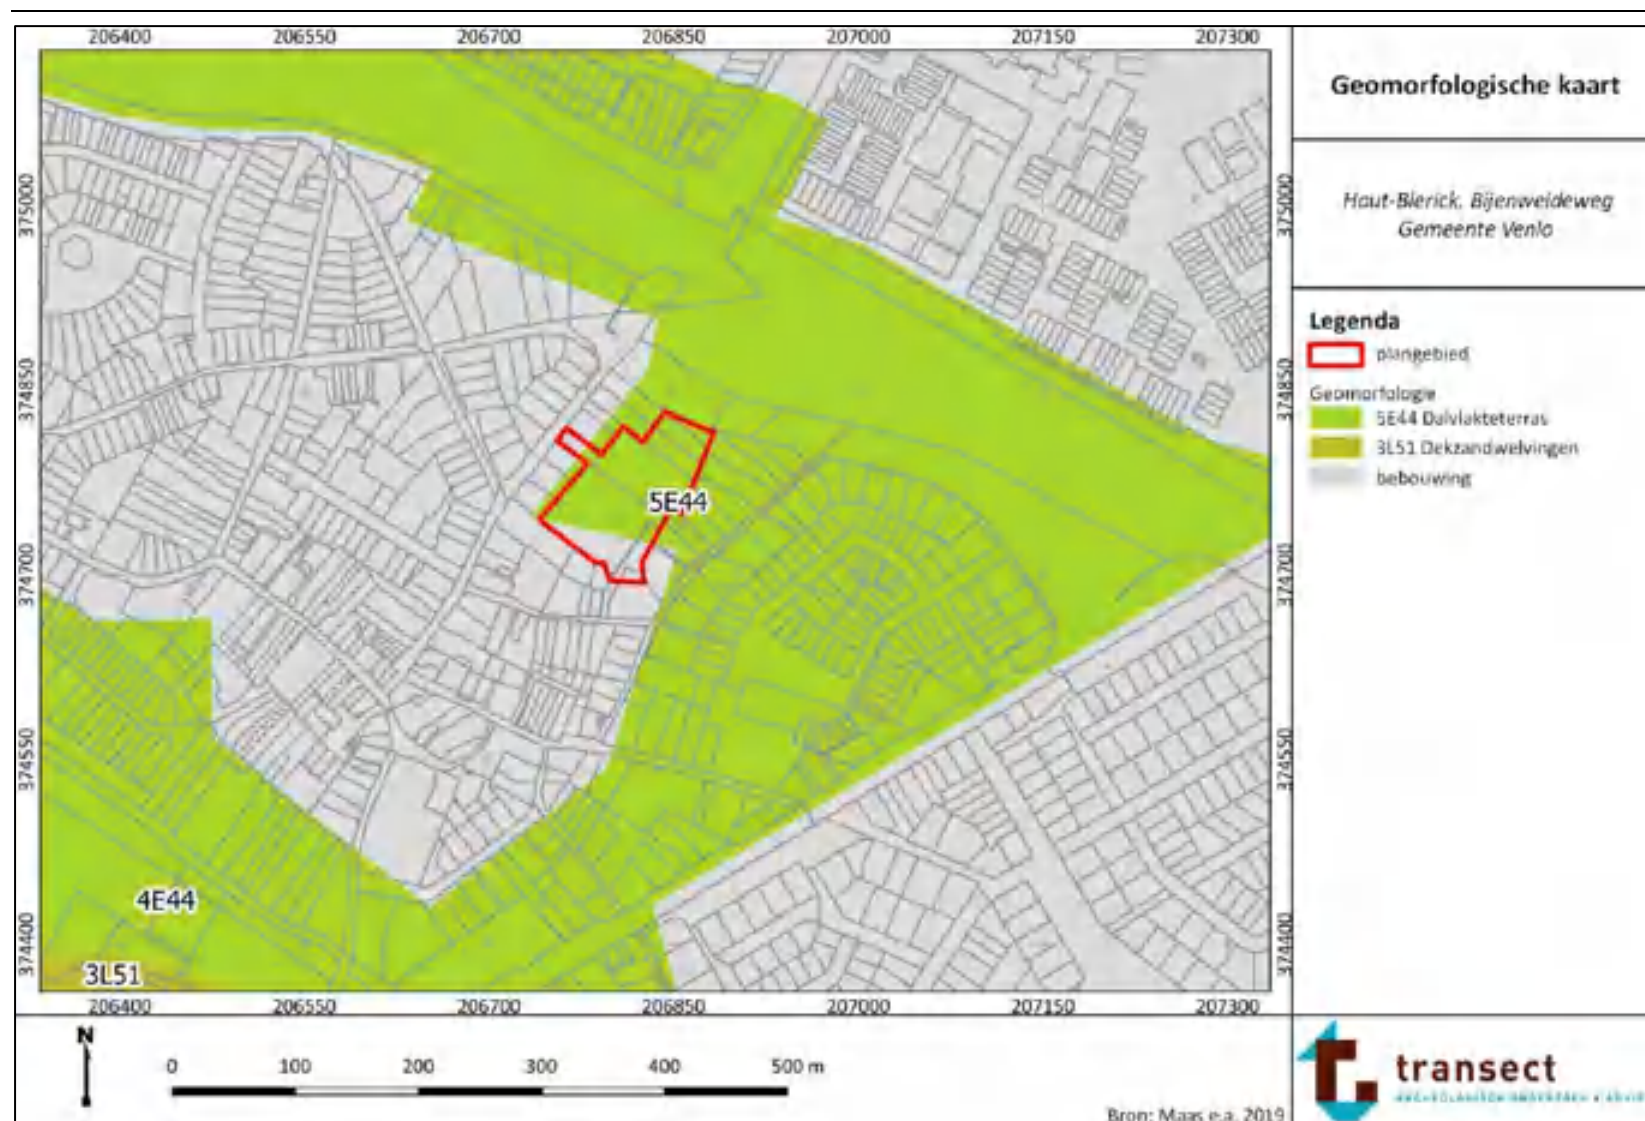 206400 206550 206700 206850 207000 207150 207300
Geomorfologische kaart
Haut-Blerick, Bijenweideweg
Gemeente Venlo
Legenda
plangebied
Geomorfologie
5E44 Dalvlakteterras
3L51 Dekzandwelvingen
bebouwing
375000
374850
374700
374550
374400
375000
374850
374700
374550
374400
5E44
4E44
3L51
206400 206550 206700 206850 207000 207150 207300
N
0 100 200 300 400 500 m
Bron: Maas e.a. 2019
transect